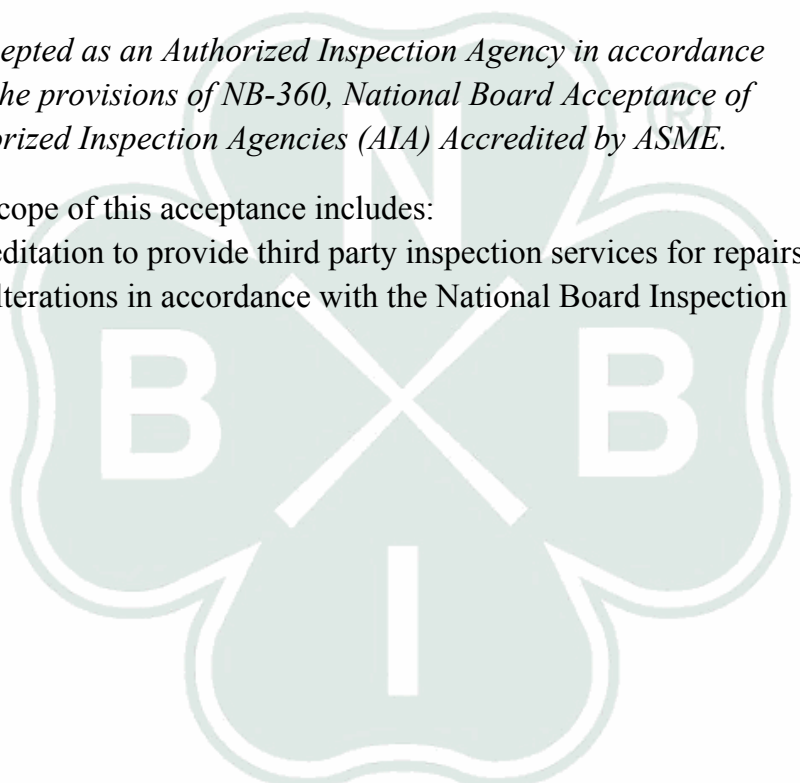 epted as an Authorized Inspection Agency in accordance
he provisions of NB-360, National Board Acceptance of
orized Inspection Agencies (AIA) Accredited by ASME.
cope of this acceptance includes:
editation to provide third party inspection services for repairs
lterations in accordance with the National Board Inspection
N
®
B
B
I